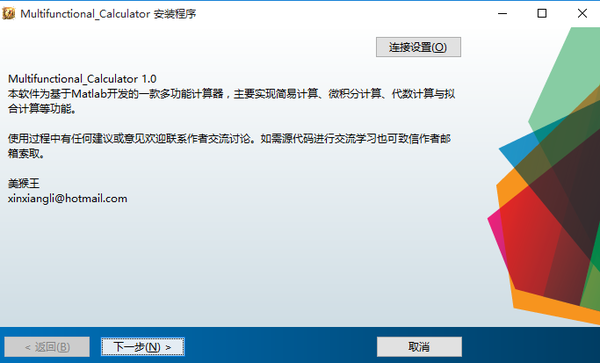 Multifunctional_Calculator 安装程序
连接设置(O)
Multifunctional_Calculator 1.0
本软件为基于Matlab开发的一款多功能计算器，主要实现简易计算、微积分计算、代数计算与拟
合计算等功能。
使用过程中有任何建议或意见欢迎联系作者交流讨论。如需源代码进行交流学习也可致信作者邮
箱索取。
美猴王
xinxiangli@hotmail.com
< 返回(B)
下一步(N) >
取消